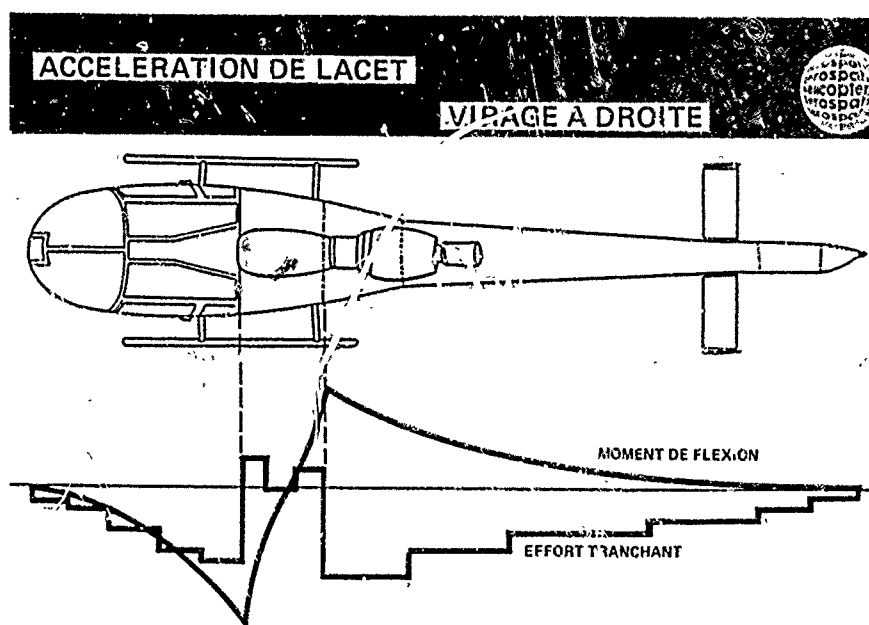 ACCELERATION DE LACET
VIRAGE A DROITE
MOMENT DE FLEXION
EFFORT TRANCHANT